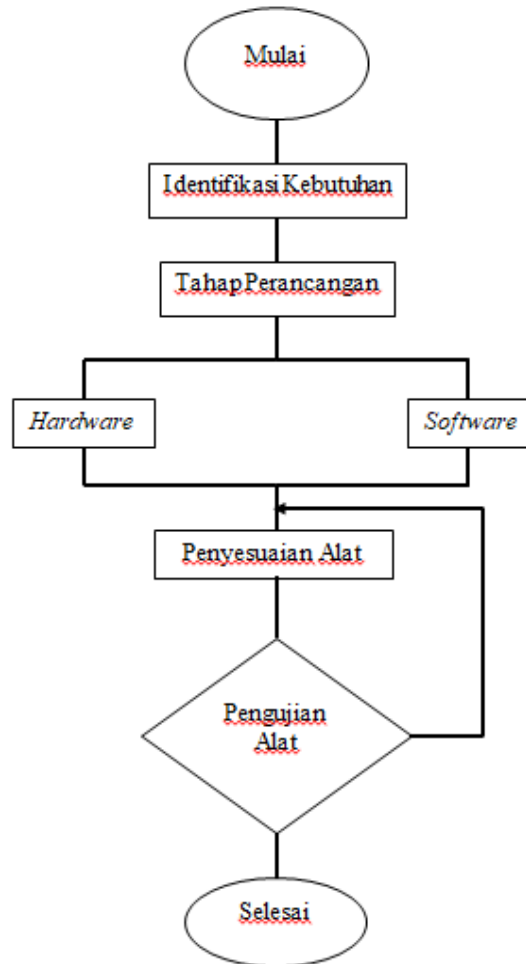 Mulai
Identifikasi Kebutuhan
Tahap Perancangan
Hardware
Software
Penyesuaian Alat
Pengujian
Alat
Selesai